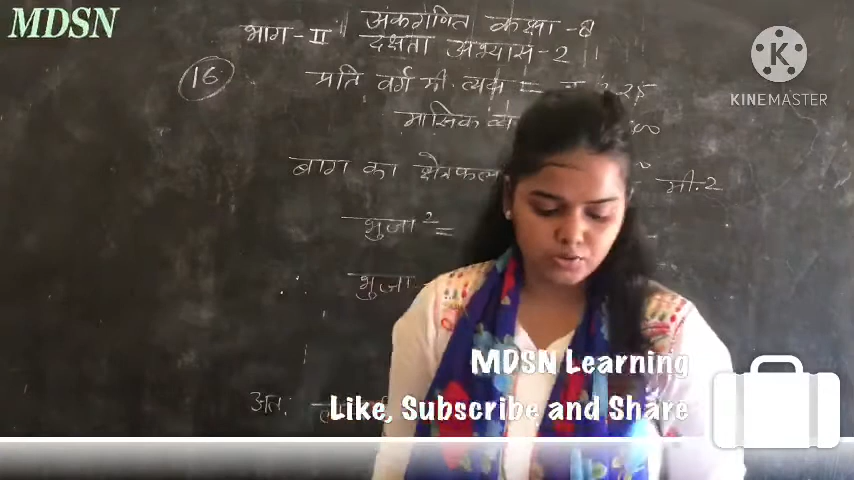 MDSN
KINEMASTER
भाग - II अंकगणित कक्षा - 8
दक्षता अभ्यास - 2
16 प्रति वर्ग मी. व्यय =
मासिक
बाग का क्षेत्रफल मी.2
भुजा² =
भुजा
अतः
MDSN Learning
Like, Subscribe and Share